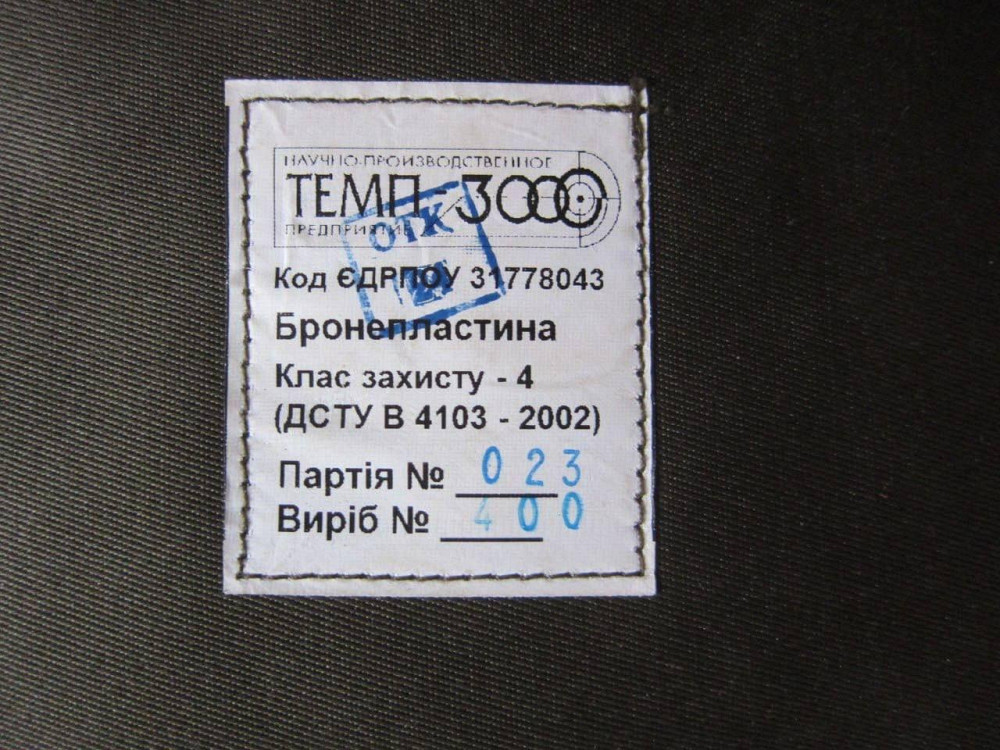 НАУЧНО-ПРОИЗВОДСТВЕННОЕ
ТЕМП-3000
ПРЕДПРИЯТИЕ
ОТК
Код ЄДРПОУ 31778043
Бронепластина
Клас захисту - 4
(ДСТУ В 4103 - 2002)
Партія № 023
Виріб № 400